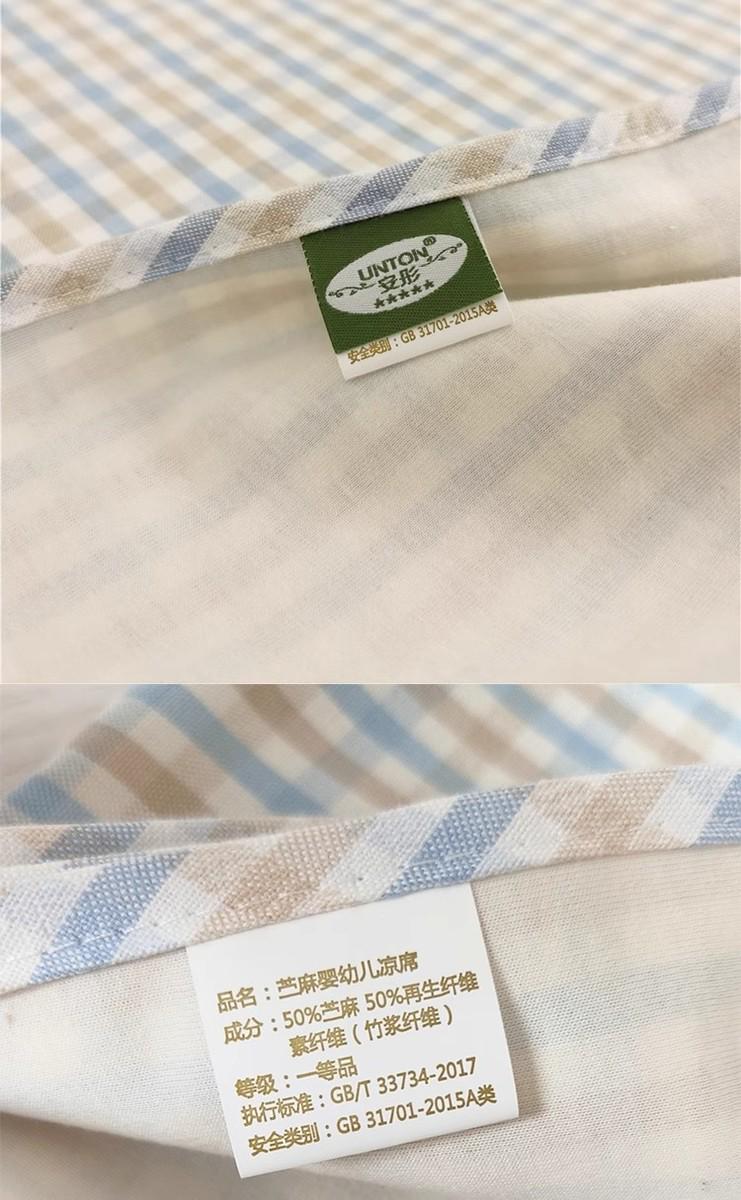 UNTON®
安彤
★★★★★
安全类别：GB 31701-2015A类
品名：苎麻婴幼儿凉席
成分：50%苎麻 50%再生纤维
素纤维（竹浆纤维）
等级：一等品
执行标准：GB/T 33734-2017
安全类别：GB 31701-2015A类